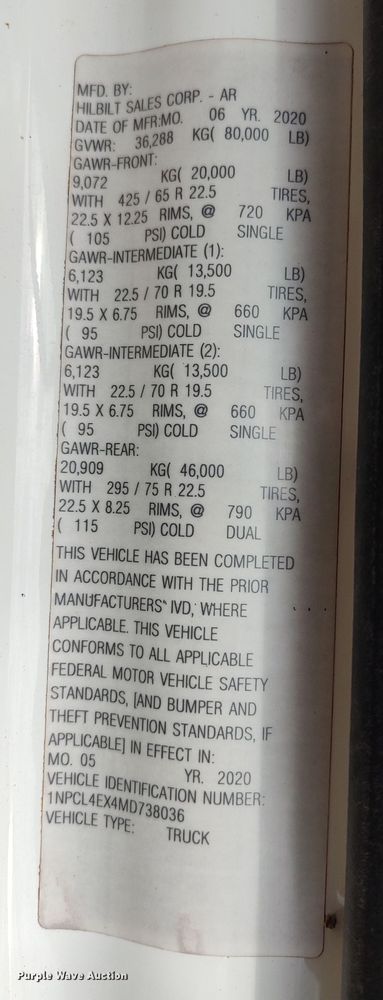 MFD. BY:
HILBILT SALES CORP. - AR
DATE OF MFR:MO. 06 YR. 2020
GVWR: 36,288 KG( 80,000 LB)
GAWR-FRONT:
9,072 KG( 20,000 LB)
WITH 425 / 65 R 22.5 TIRES,
22.5 X 12.25 RIMS, @ 720 KPA
( 105 PSI) COLD SINGLE
GAWR-INTERMEDIATE (1):
6,123 KG( 13,500 LB)
WITH 22.5 / 70 R 19.5 TIRES,
19.5 X 6.75 RIMS, @ 660 KPA
( 95 PSI) COLD SINGLE
GAWR-INTERMEDIATE (2):
6,123 KG( 13,500 LB)
WITH 22.5 / 70 R 19.5 TIRES,
19.5 X 6.75 RIMS, @ 660 KPA
( 95 PSI) COLD SINGLE
GAWR-REAR:
20,909 KG( 46,000 LB)
WITH 295 / 75 R 22.5 TIRES,
22.5 X 8.25 RIMS, @ 790 KPA
( 115 PSI) COLD DUAL
THIS VEHICLE HAS BEEN COMPLETED
IN ACCORDANCE WITH THE PRIOR
MANUFACTURERS' IVD, WHERE
APPLICABLE. THIS VEHICLE
CONFORMS TO ALL APPLICABLE
FEDERAL MOTOR VEHICLE SAFETY
STANDARDS, [AND BUMPER AND
THEFT PREVENTION STANDARDS, IF
APPLICABLE] IN EFFECT IN:
MO. 05 YR. 2020
VEHICLE IDENTIFICATION NUMBER:
1NPCL4EX4MD738036
VEHICLE TYPE: TRUCK
Purple Wave Auction